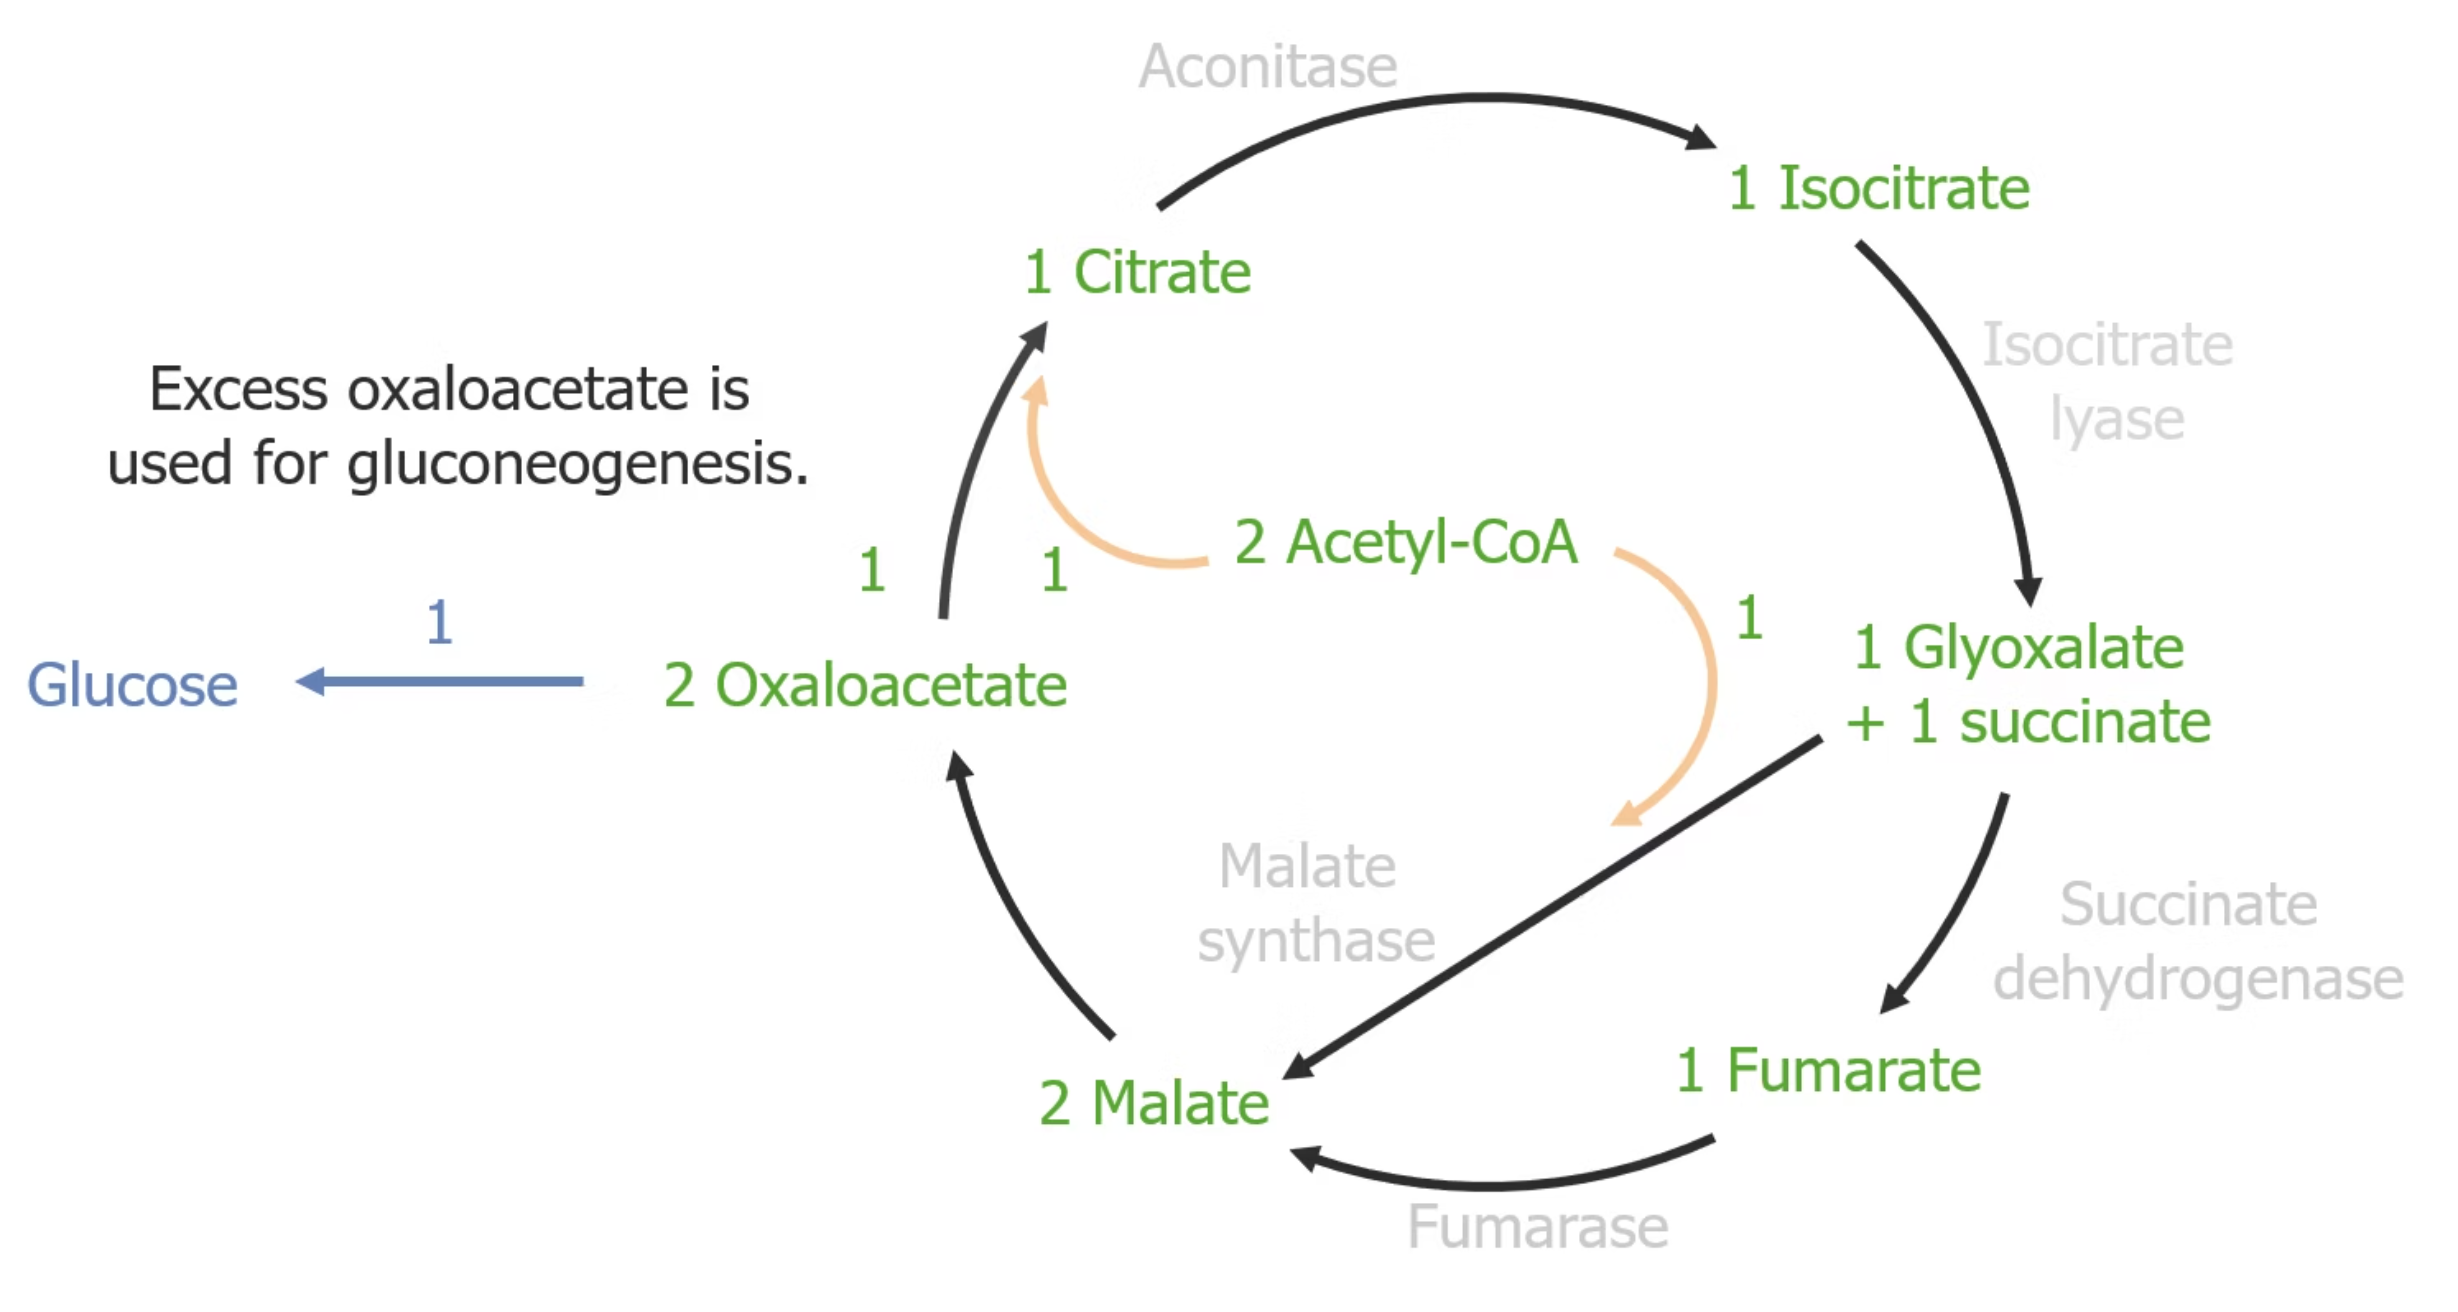 Aconitase
1 Isocitrate
1 Citrate
Isocitrate
lyase
Excess oxaloacetate is
used for gluconeogenesis.
2 Acetyl-CoA
1
1
1
1
Glucose
2 Oxaloacetate
1 Glyoxalate
+ 1 succinate
Malate
synthase
Succinate
dehydrogenase
1 Fumarate
2 Malate
Fumarase